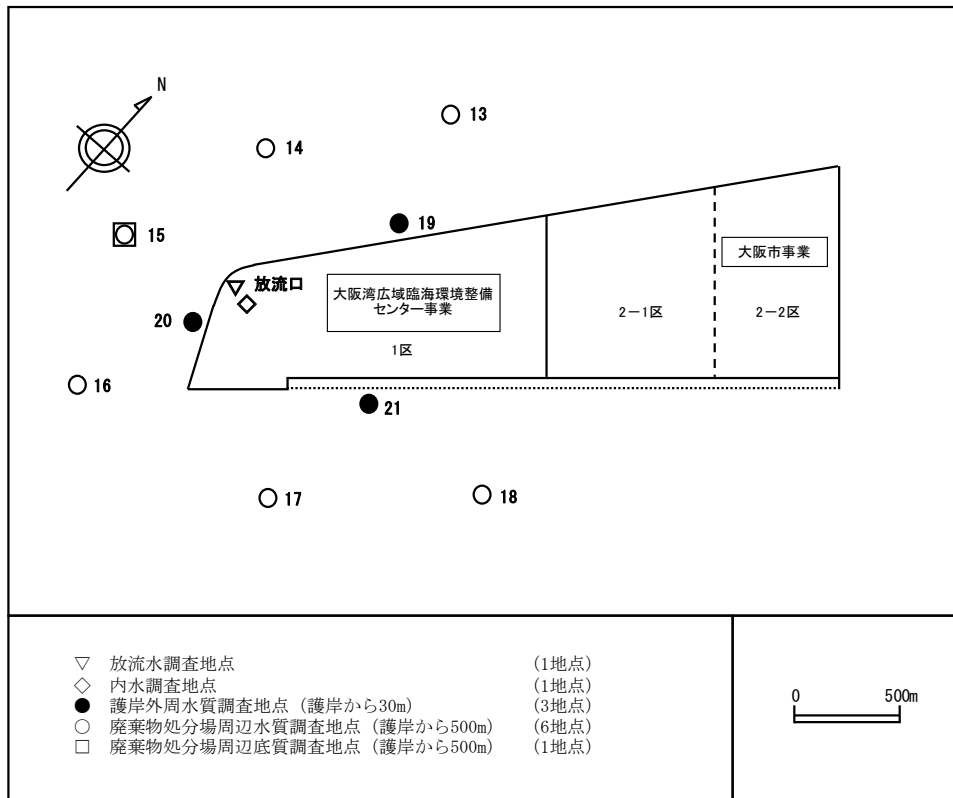 N
13
14
15
19
放流口
大阪市事業
大阪湾広域臨海環境整備
センター事業
20
2－1区
2－2区
1区
16
21
17
18
▽ 放流水調査地点 (1地点)
◇ 内水調査地点 (1地点)
● 護岸外周水質調査地点（護岸から30m） (3地点)
○ 廃棄物処分場周辺水質調査地点（護岸から500m） (6地点)
□ 廃棄物処分場周辺底質調査地点（護岸から500m） (1地点)
0 500m